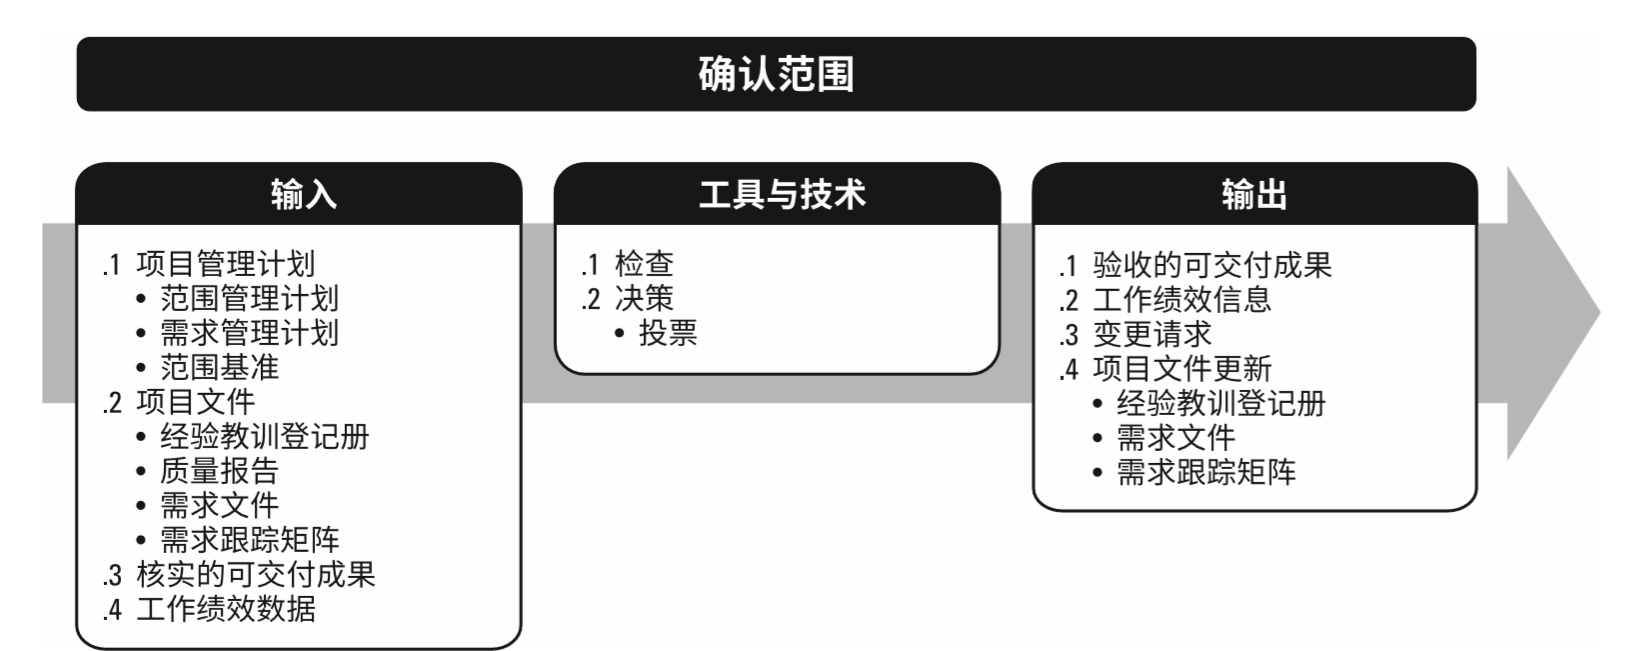 确认范围
输入
.1 项目管理计划
• 范围管理计划
• 需求管理计划
• 范围基准
.2 项目文件
• 经验教训登记册
• 质量报告
• 需求文件
• 需求跟踪矩阵
.3 核实的可交付成果
.4 工作绩效数据
工具与技术
.1 检查
.2 决策
• 投票
输出
.1 验收的可交付成果
.2 工作绩效信息
.3 变更请求
.4 项目文件更新
• 经验教训登记册
• 需求文件
• 需求跟踪矩阵